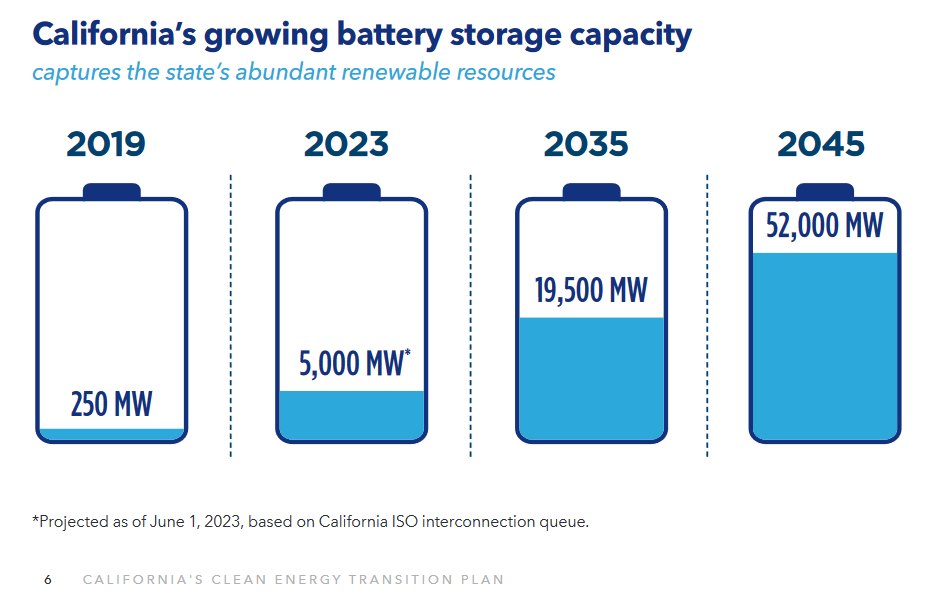 California’s growing battery storage capacity
captures the state’s abundant renewable resources
2019
2023
2035
2045
250 MW
5,000 MW*
19,500 MW
52,000 MW
*Projected as of June 1, 2023, based on California ISO interconnection queue.
6 CALIFORNIA’S CLEAN ENERGY TRANSITION PLAN